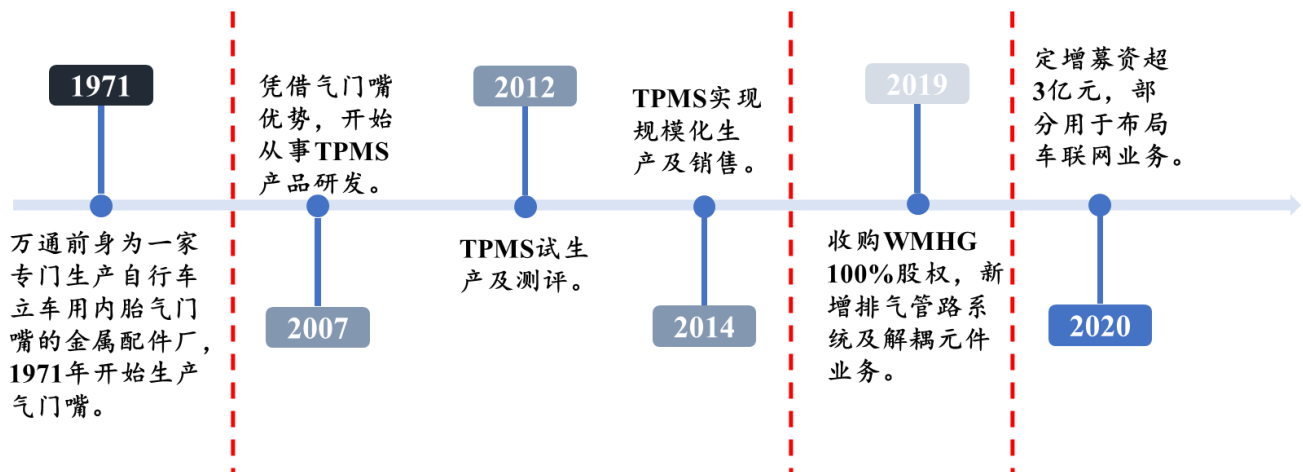 1971
万通前身为一家
专门生产自行车
立车用内胎气门
嘴的金属配件厂，
1971年开始生产
气门嘴。
凭借气门嘴
优势，开始
从事TPMS
产品研发。
2007
2012
TPMS试生
产及测评。
TPMS实现
规模化生
产及销售。
2014
2019
收购WMHG
100%股权，新
增排气管路系
统及解耦元件
业务。
定增募资超
3亿元，部
分用于布局
车联网业务。
2020